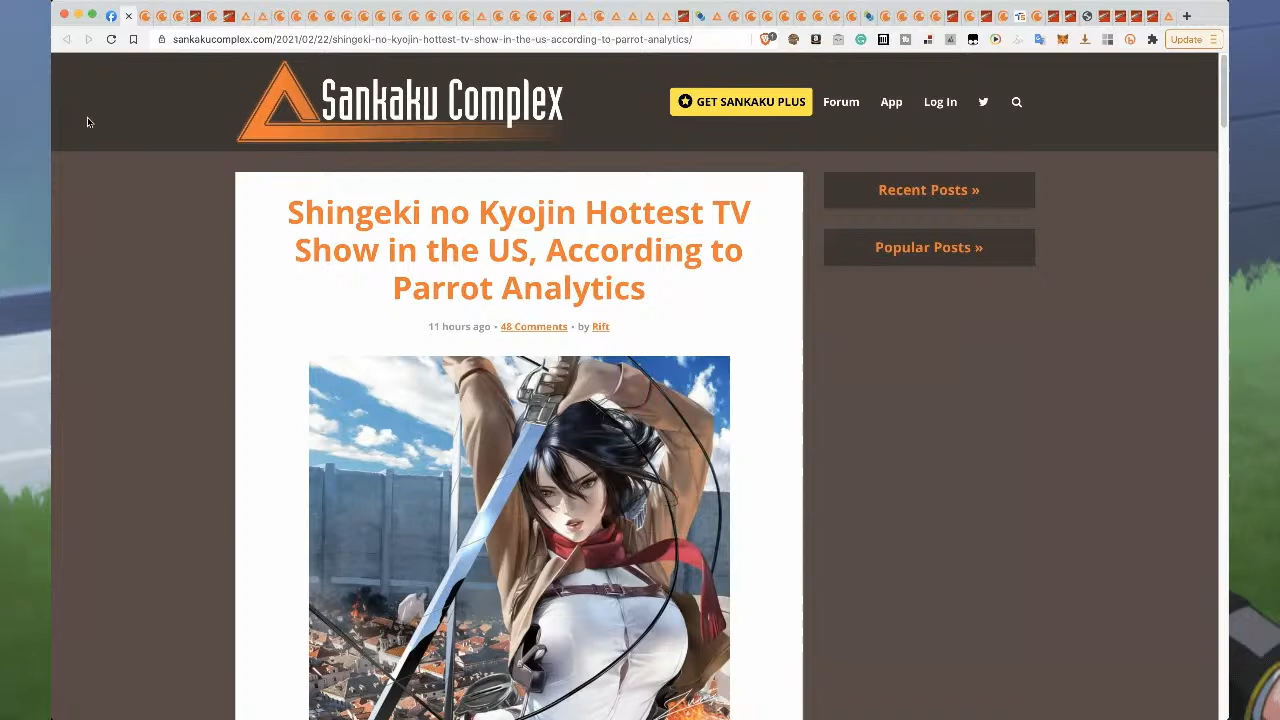 sankakucomplex.com/2021/02/22/shingeki-no-kyojin-hottest-tv-show-in-the-us-according-to-parrot-analytics/
Update
Sankaku Complex
GET SANKAKU PLUS
Forum
App
Log In
Shingeki no Kyojin Hottest TV
Show in the US, According to
Parrot Analytics
11 hours ago • 48 Comments • by Rift
Recent Posts »
Popular Posts »